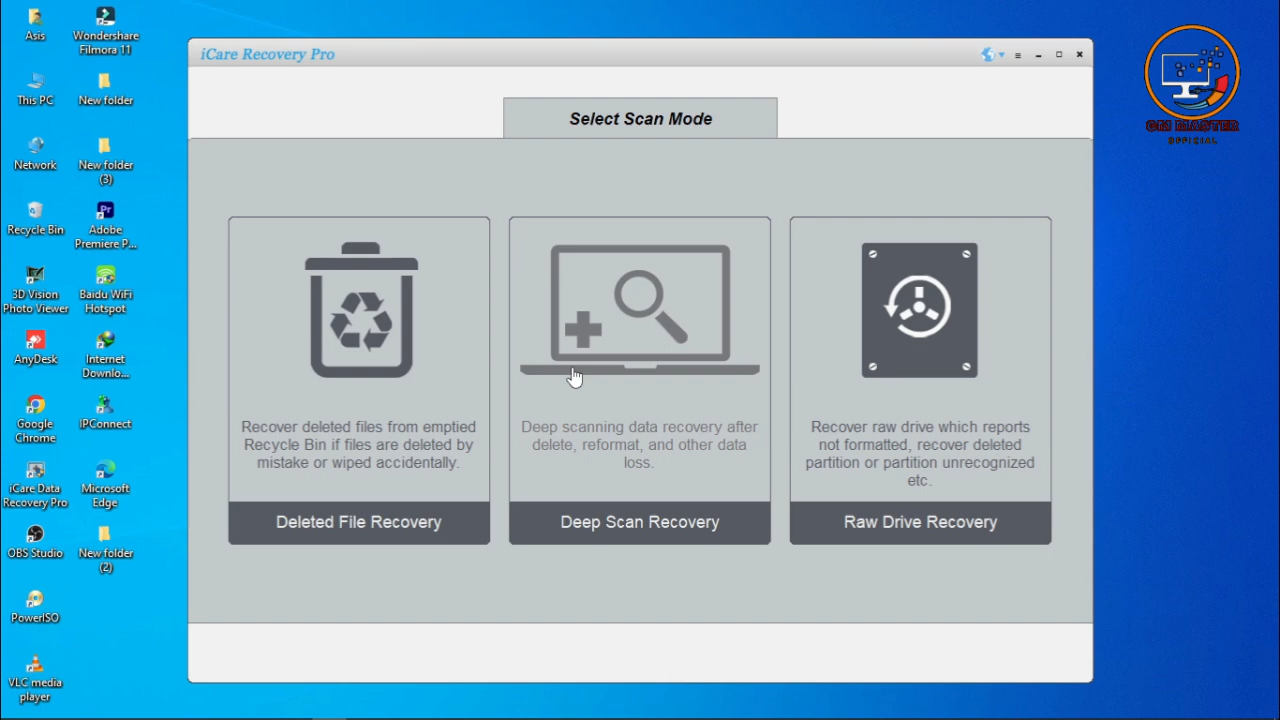 Asis
Wondershare
Filmora 11
This PC
New folder
Network
New folder
(3)
Recycle Bin
Adobe
Premiere P...
3D Vision
Photo Viewer
Baidu WiFi
Hotspot
AnyDesk
Internet
Downlo...
Google
Chrome
IPConnect
iCare Data
Recovery Pro
Microsoft
Edge
OBS Studio
New folder
(2)
PowerISO
VLC media
player
iCare Recovery Pro
Select Scan Mode
Recover deleted files from emptied
Recycle Bin if files are deleted by
mistake or wiped accidentally.
Deleted File Recovery
Deep scanning data recovery after
delete, reformat, and other data
loss.
Deep Scan Recovery
Recover raw drive which reports
not formatted, recover deleted
partition or partition unrecognized
etc.
Raw Drive Recovery
GM MASTER
OFFICIAL